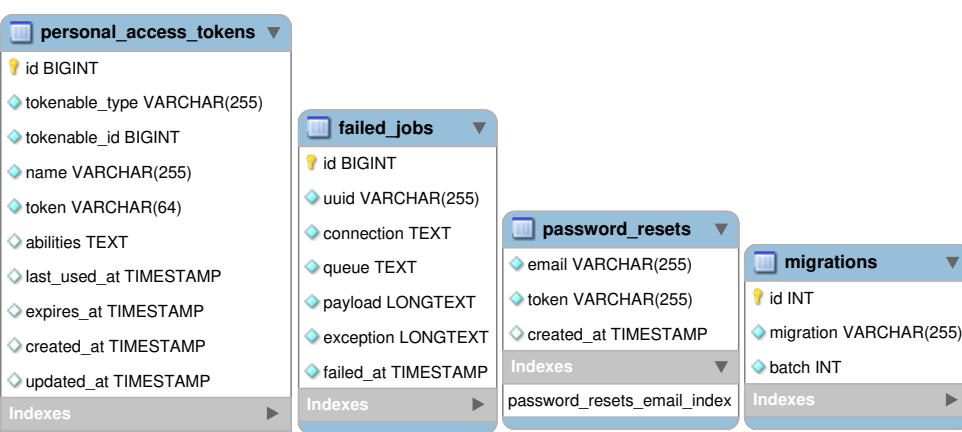 personal_access_tokens
id BIGINT
tokenable_type VARCHAR(255)
tokenable_id BIGINT
name VARCHAR(255)
token VARCHAR(64)
abilities TEXT
last_used_at TIMESTAMP
expires_at TIMESTAMP
created_at TIMESTAMP
updated_at TIMESTAMP
Indexes
failed_jobs
id BIGINT
uuid VARCHAR(255)
connection TEXT
queue TEXT
payload LONGTEXT
exception LONGTEXT
failed_at TIMESTAMP
Indexes
password_resets
email VARCHAR(255)
token VARCHAR(255)
created_at TIMESTAMP
Indexes
password_resets_email_index
migrations
id INT
migration VARCHAR(255)
batch INT
Indexes